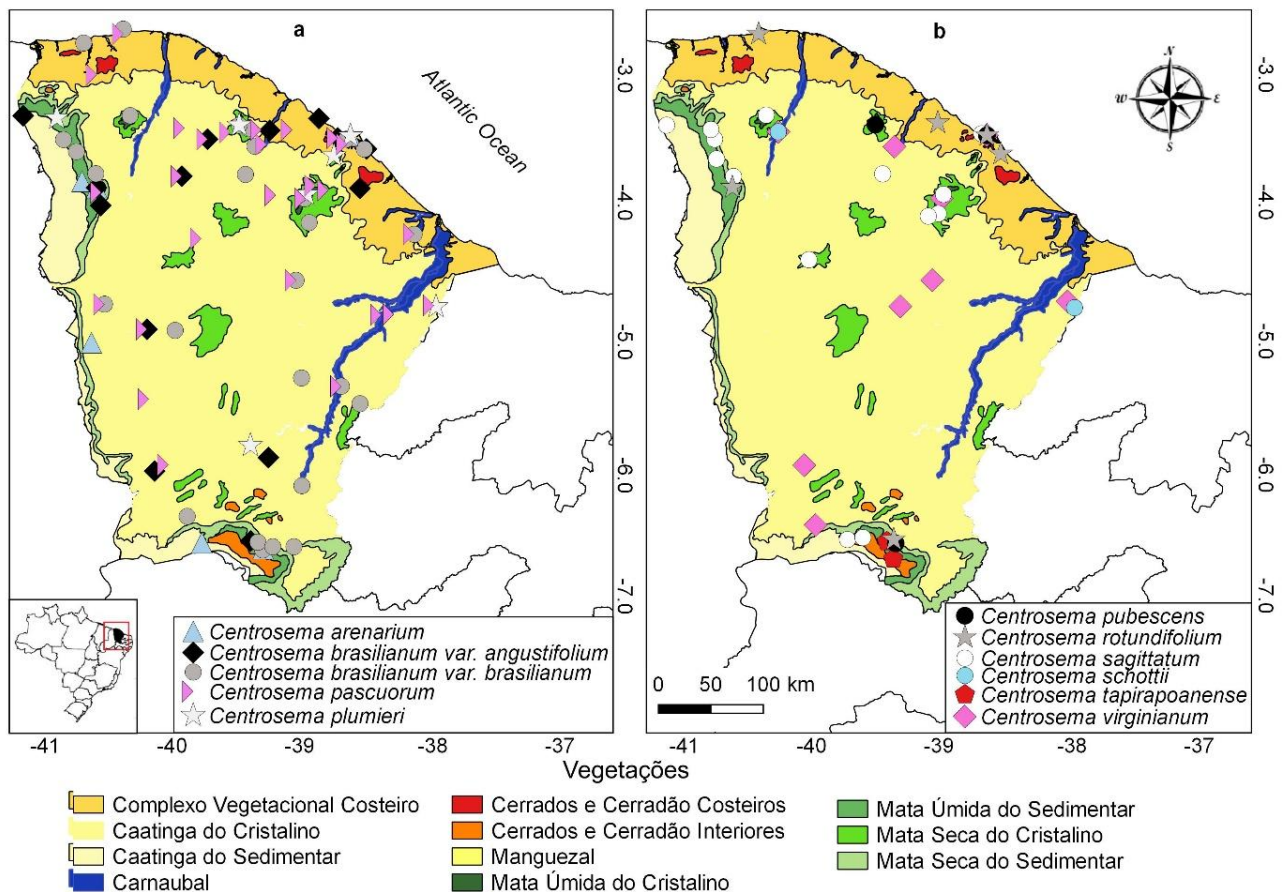 a
b
Atlantic Ocean
N
W
E
S
-3.0
-4.0
-5.0
-6.0
-7.0
-3.0
-4.0
-5.0
-6.0
-7.0
Centrosema arenarium
Centrosema brasilianum var. angustifolium
Centrosema brasilianum var. brasilianum
Centrosema pascuorum
Centrosema plumieri
0 50 100 km
Centrosema pubescens
Centrosema rotundifolium
Centrosema sagittatum
Centrosema schottii
Centrosema tapirapoanense
Centrosema virginianum
-41 -40 -39 -38 -37
-41 -40 -39 -38 -37
Vegetações
Complexo Vegetacional Costeiro
Caatinga do Cristalino
Caatinga do Sedimentar
Carnaubal
Cerrados e Cerradão Costeiros
Cerrados e Cerradão Interiores
Manguezal
Mata Úmida do Cristalino
Mata Úmida do Sedimentar
Mata Seca do Cristalino
Mata Seca do Sedimentar